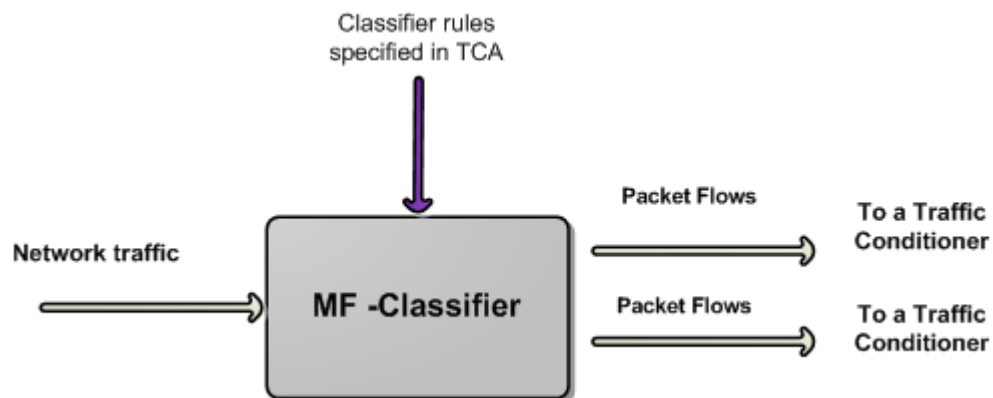 Classifier rules
specified in TCA
Packet Flows
To a Traffic
Conditioner
Network traffic
MF -Classifier
Packet Flows
To a Traffic
Conditioner